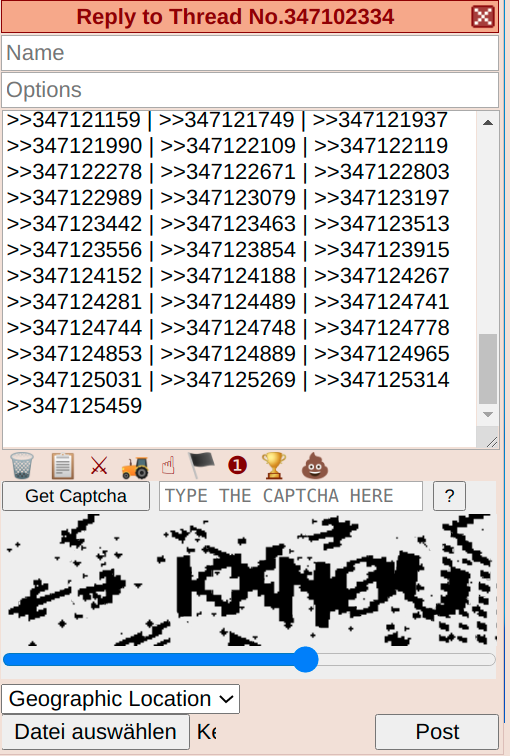 Reply to Thread No.347102334
Name
Options
>>347121159 | >>347121749 | >>347121937
>>347121990 | >>347122109 | >>347122119
>>347122278 | >>347122671 | >>347122803
>>347122989 | >>347123079 | >>347123197
>>347123442 | >>347123463 | >>347123513
>>347123556 | >>347123854 | >>347123915
>>347124152 | >>347124188 | >>347124267
>>347124281 | >>347124489 | >>347124741
>>347124744 | >>347124748 | >>347124778
>>347124853 | >>347124889 | >>347124965
>>347125031 | >>347125269 | >>347125314
>>347125459
Get Captcha TYPE THE CAPTCHA HERE ?
Geographic Location
Datei auswählen Ke Post